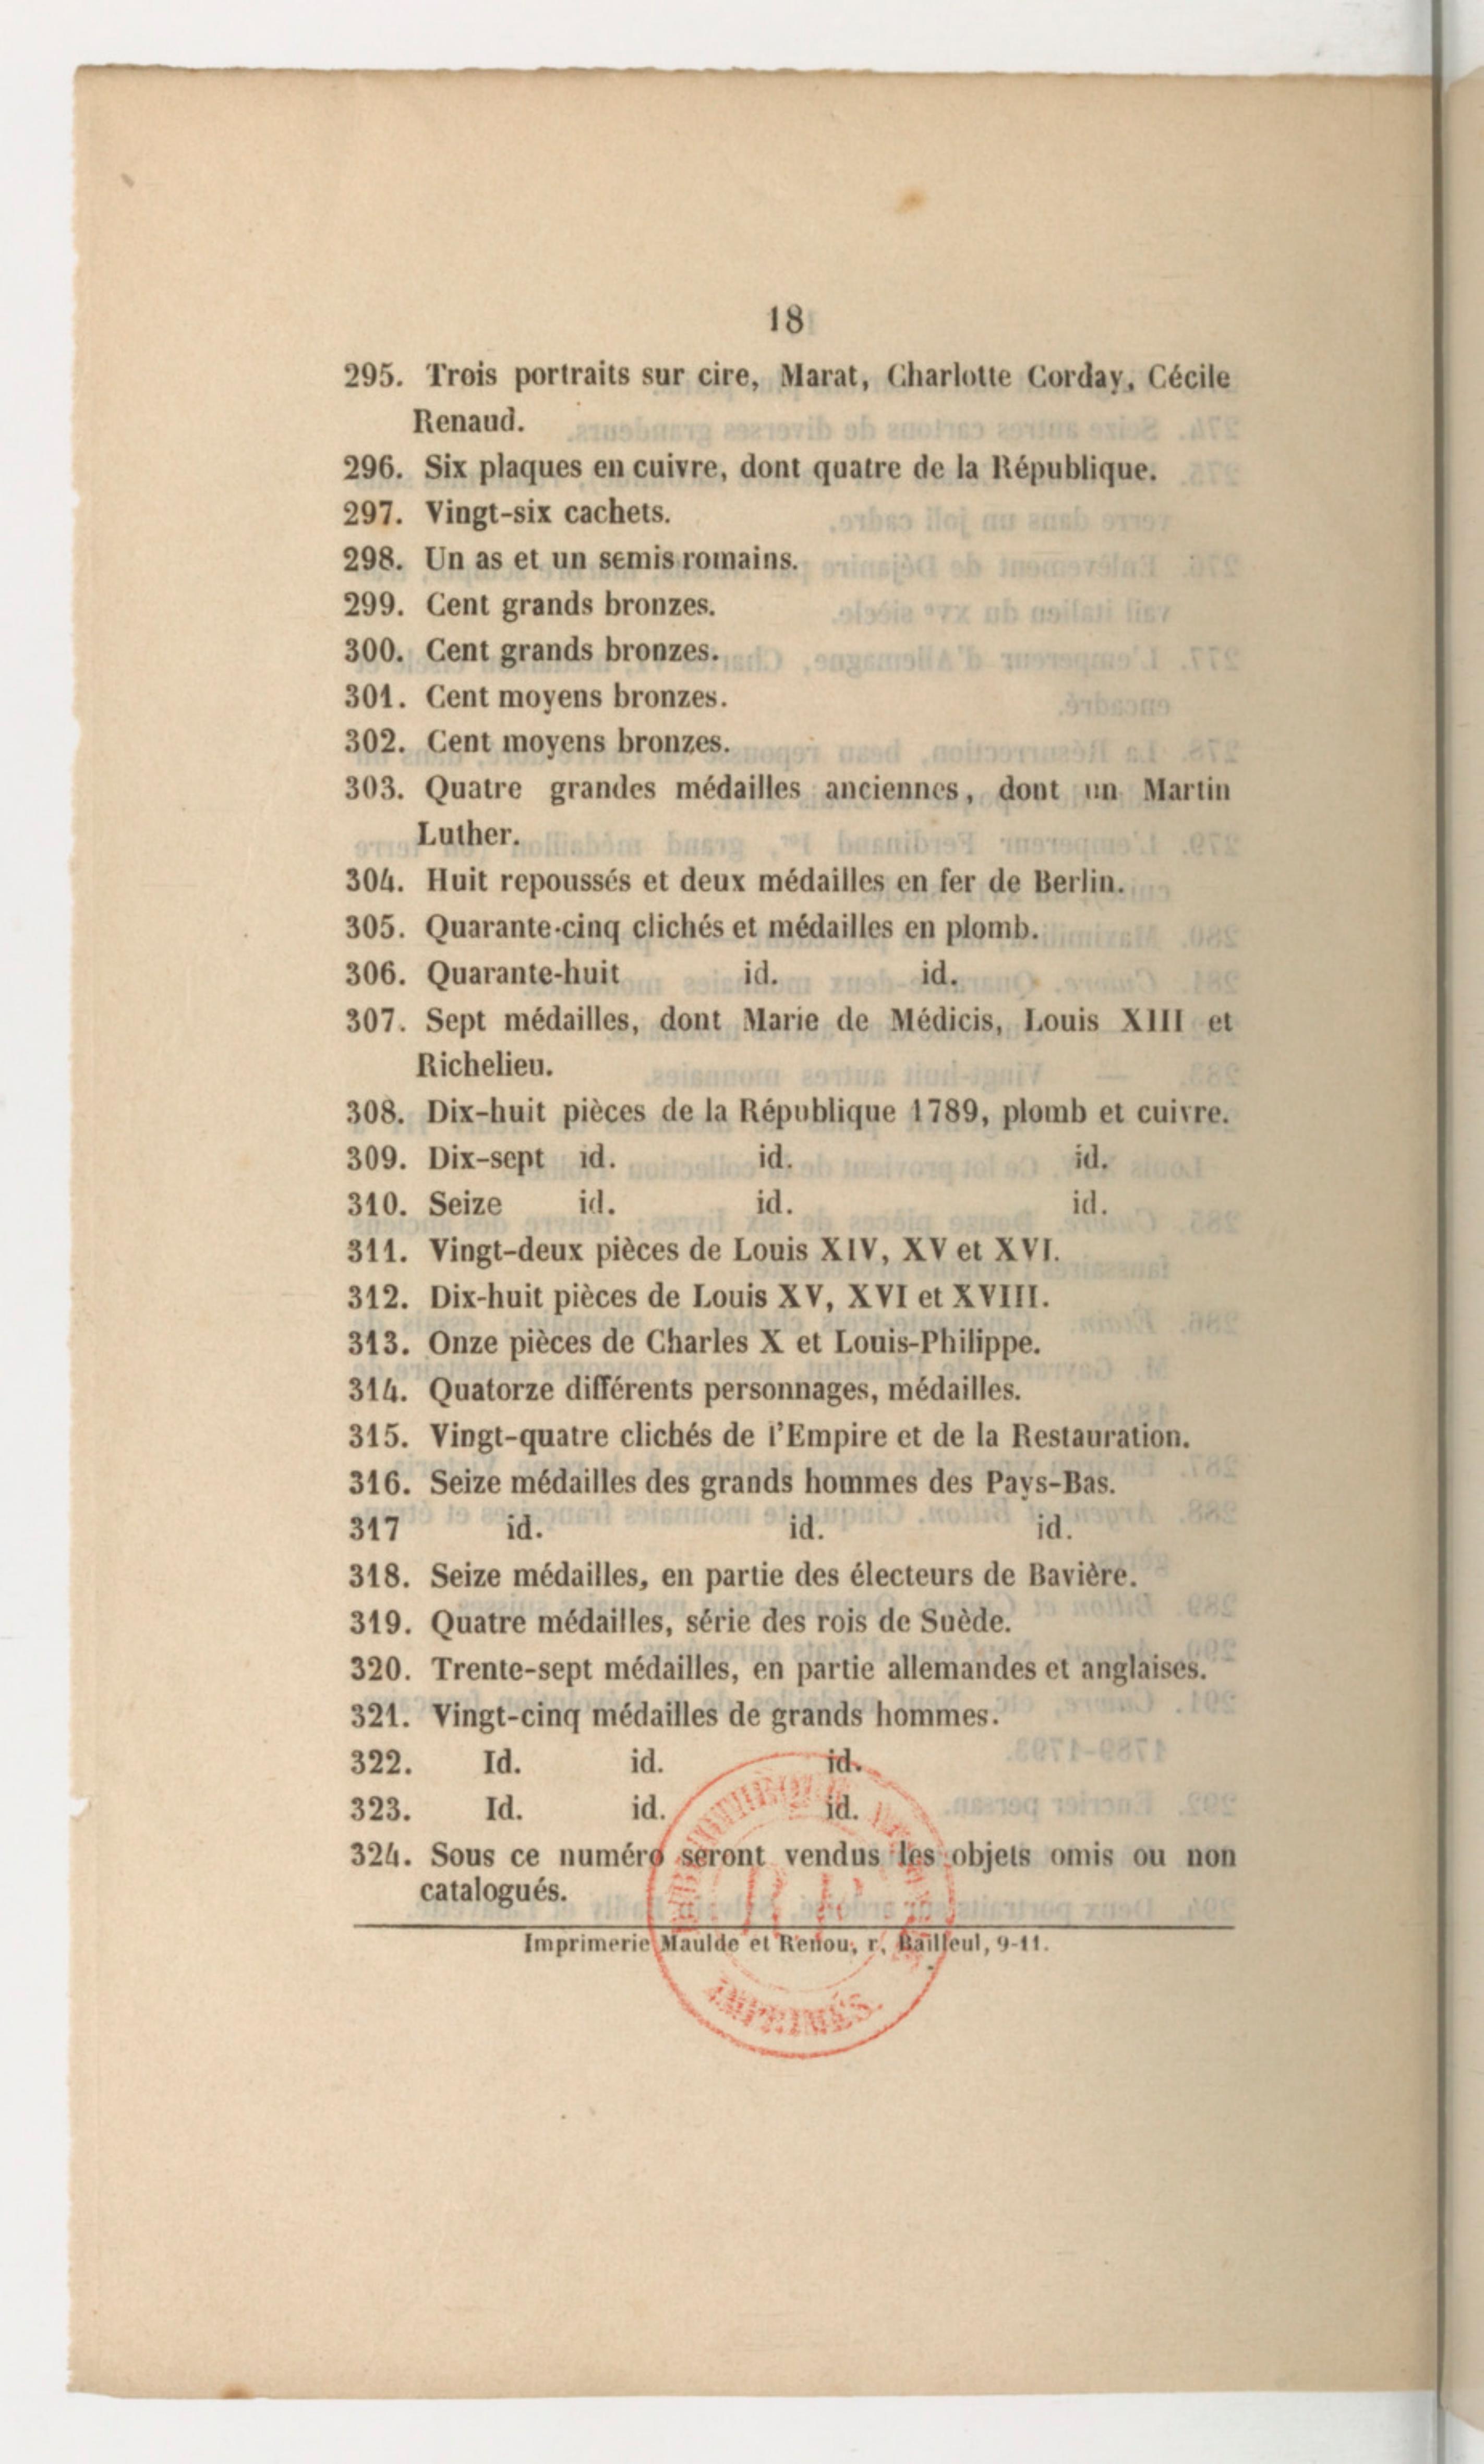 18
295. Trois portraits sur cire, Marat, Charlotte Corday, Cécile
Renaud.
296. Six plaques en cuivre, dont quatre de la République.
297. Vingt-six cachets.
298. Un as et un semis romains.
299. Cent grands bronzes.
300. Cent grands bronzes.
301. Cent moyens bronzes.
302. Cent moyens bronzes.
303. Quatre grandes médailles anciennes, dont un Martin
Luther.
304. Huit repoussés et deux médailles en fer de Berlin.
305. Quarante-cinq clichés et médailles en plomb.
306. Quarante-huit id. id.
307. Sept médailles, dont Marie de Médicis, Louis XIII et
Richelieu.
308. Dix-huit pièces de la République 1789, plomb et cuivre.
309. Dix-sept id. id. id.
310. Seize id. id. id.
311. Vingt-deux pièces de Louis XIV, XV et XVI.
312. Dix-huit pièces de Louis XV, XVI et XVIII.
313. Onze pièces de Charles X et Louis-Philippe.
314. Quatorze différents personnages, médailles.
315. Vingt-quatre clichés de l'Empire et de la Restauration.
316. Seize médailles des grands hommes des Pays-Bas.
317 id. id. id.
318. Seize médailles, en partie des électeurs de Bavière.
319. Quatre médailles, série des rois de Suède.
320. Trente-sept médailles, en partie allemandes et anglaises.
321. Vingt-cinq médailles de grands hommes.
322. Id. id. id.
323. Id. id. id.
324. Sous ce numéro seront vendus les objets omis ou non
catalogués.
Imprimerie Maulde et Renou, r. Bailleul, 9-11.
IMPRIMÉS.